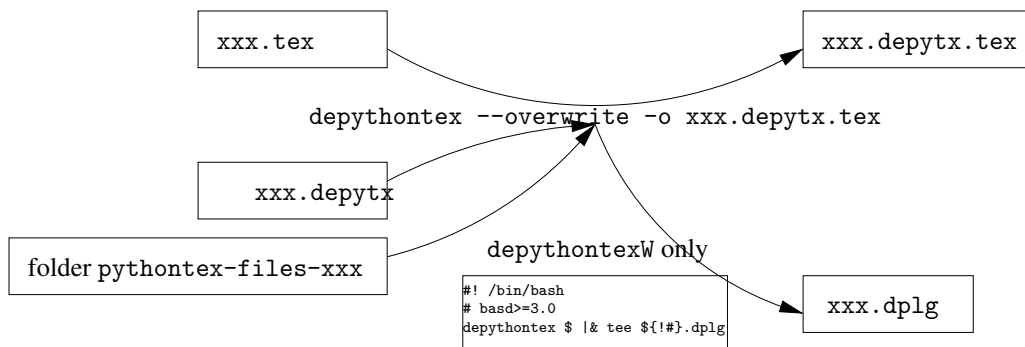 xxx.tex
xxx.depytx.tex
depythontex --overwrite -o xxx.depytx.tex
xxx.depytx
folder pythontex-files-xxx
depythontexW only
#! /bin/bash
# basd>=3.0
depythontex $ |& tee ${!#}.dplg
xxx.dplg